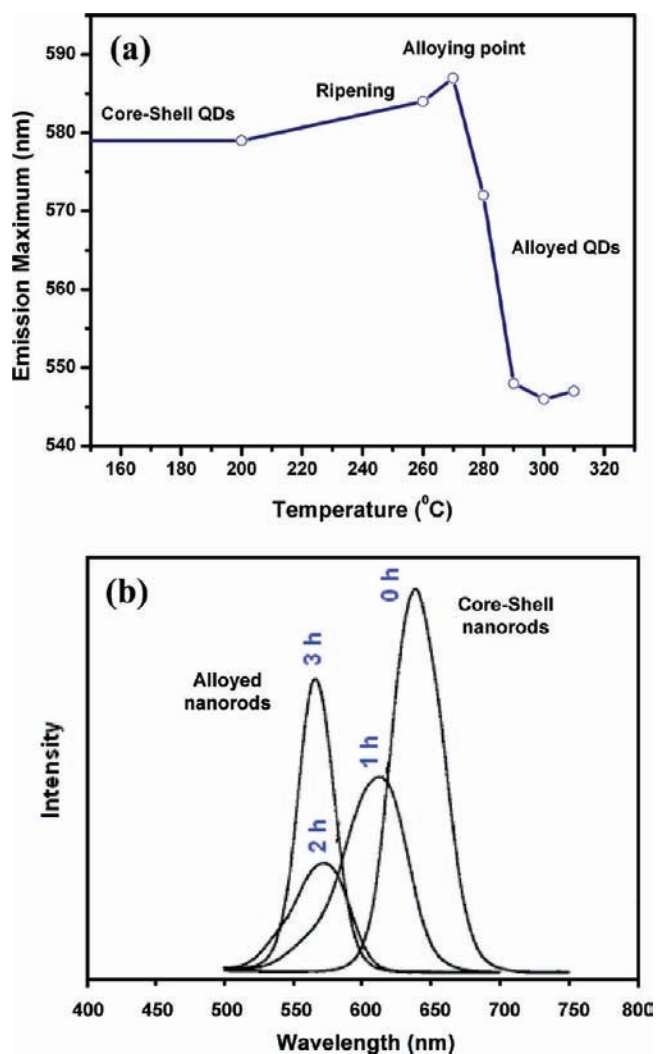 (a)
Alloying point
Ripening
Core-Shell QDs
Alloyed QDs
Emission Maximum (nm)
590
580
570
560
550
540
160 180 200 220 240 260 280 300 320
Temperature (⁰C)
(b)
0 h
Core-Shell
nanorods
3 h
Alloyed
nanorods
1 h
2 h
Intensity
400 450 500 550 600 650 700 750 800
Wavelength (nm)